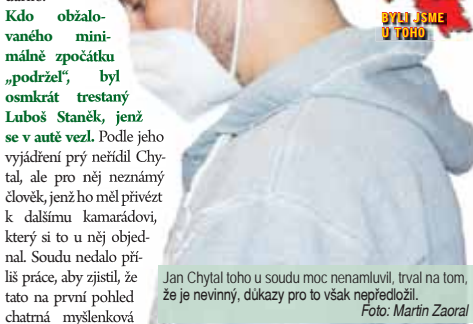 Kdo obžalo-
vaného mini-
málně zpočátku
„podržel“, byl
osmkrát trestaný
Luboš Staněk, jenž
se v autě vezl. Podle jeho
vyjádření prý neřídil Chy-
tal, ale pro něj neznámý
člověk, jenž ho měl přivézt
k dalšímu kamarádovi,
který si to u něj objed-
nal. Soudu nedalo pří-
liš práce, aby zjistil, že
tato na první pohled
chatrná myšlenková
BYLI JSME
U TOHO
Jan Chytal toho u soudu moc nenamluvil, trval na tom,
že je nevinný, důkazy pro to však nepředložil.
Foto: Martin Zaoral